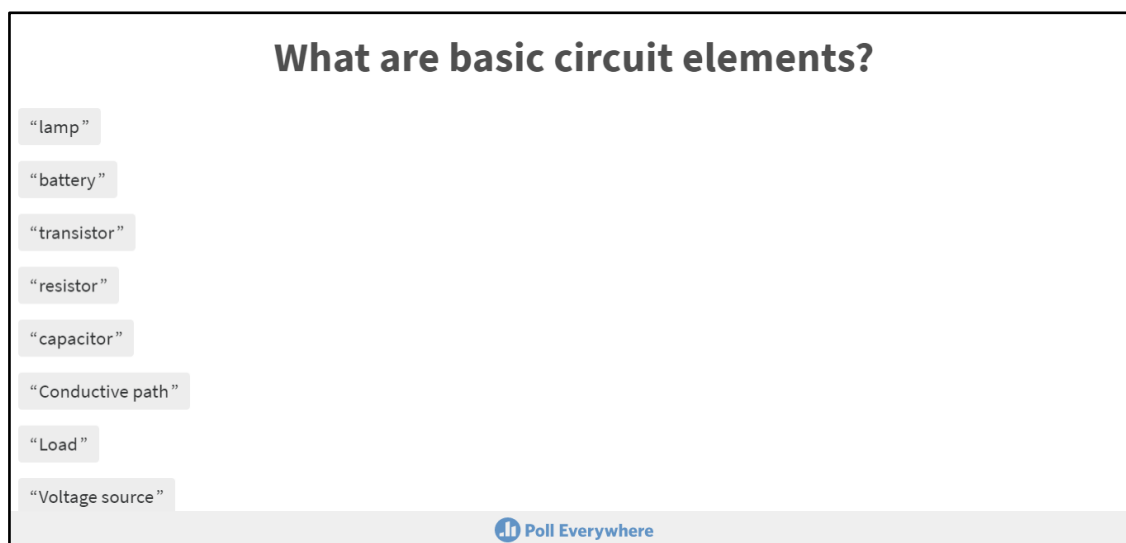 What are basic circuit elements?
“lamp”
“battery”
“transistor”
“resistor”
“capacitor”
“Conductive path”
“Load”
“Voltage source”
Poll Everywhere